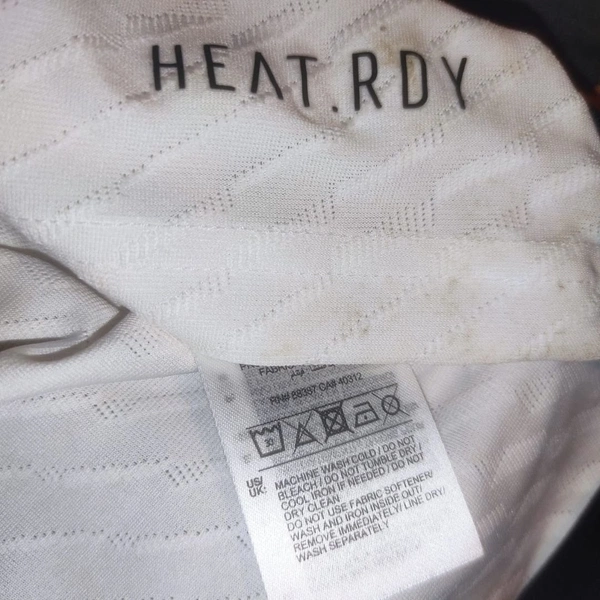 HEAT.RDY
RN# 88387 CA# 40312
30
US/
UK:
MACHINE WASH COLD / DO NOT
BLEACH / DO NOT TUMBLE DRY /
COOL IRON IF NEEDED / DO NOT
DRY CLEAN
DO NOT USE FABRIC SOFTENER/
WASH AND IRON INSIDE OUT/
REMOVE IMMEDIATELY/ LINE DRY/
WASH SEPARATELY